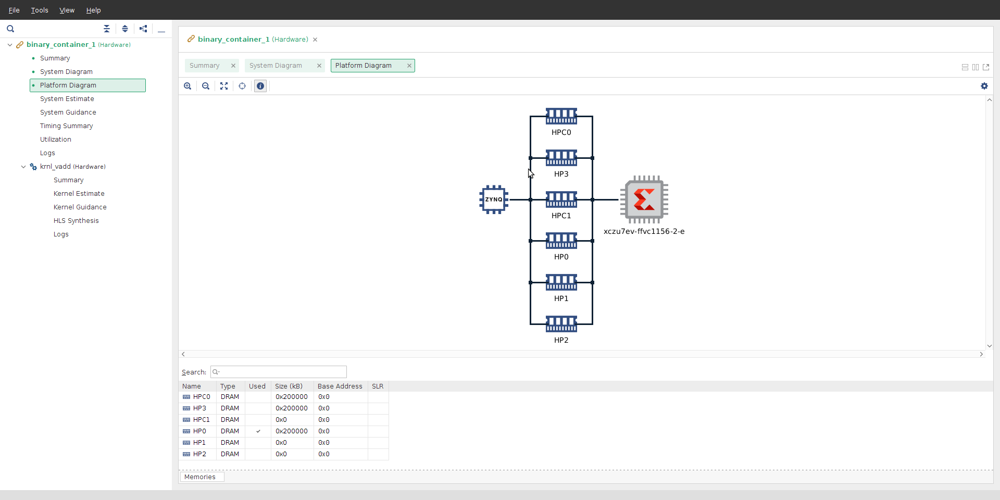 File Tools View Help
binary_container_1 (Hardware)
Summary
System Diagram
Platform Diagram
System Estimate
System Guidance
Timing Summary
Utilization
Logs
krnl_vadd (Hardware)
Summary
Kernel Estimate
Kernel Guidance
HLS Synthesis
Logs
binary_container_1 (Hardware)
Summary System Diagram Platform Diagram
HPC0
HP3
ZYNQ
HPC1
xczu7ev-ffvc1156-2-e
HP0
HP1
HP2
Search:
Name Type Used Size (kB) Base Address SLR
HPC0 DRAM 0x200000 0x0
HP3 DRAM 0x200000 0x0
HPC1 DRAM 0x0 0x0
HP0 DRAM ✓ 0x200000 0x0
HP1 DRAM 0x0 0x0
HP2 DRAM 0x0 0x0
Memories